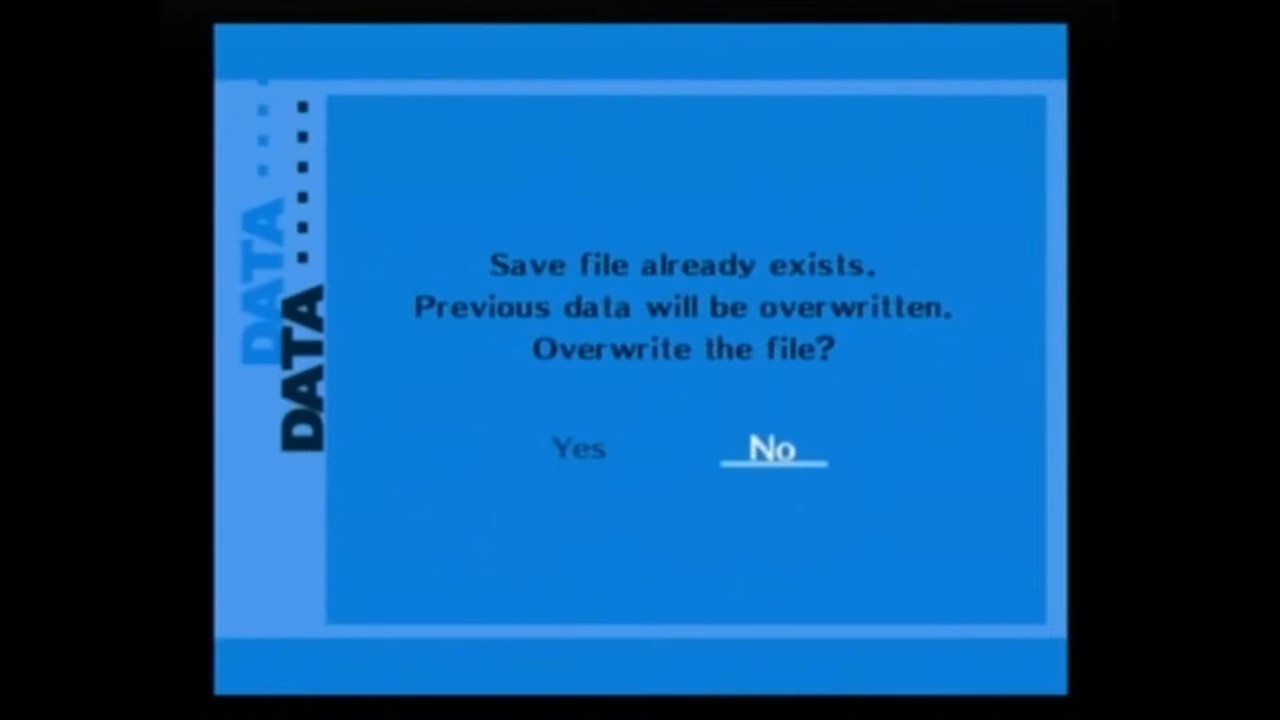 DATA......
DATA....
Save file already exists.
Previous data will be overwritten.
Overwrite the file?
Yes No